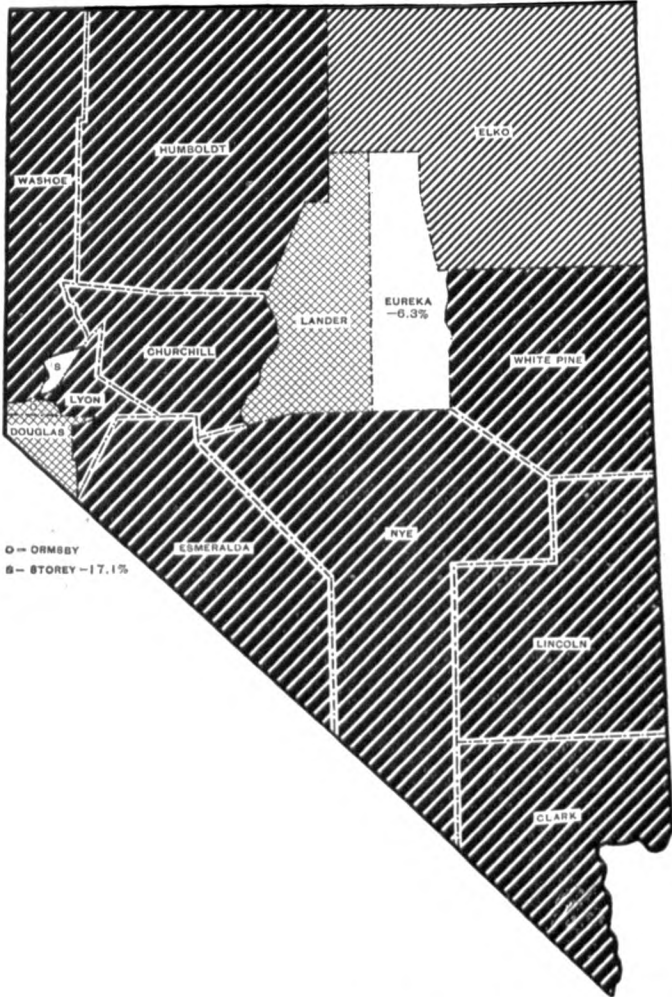 ELKO
HUMBOLDT
WASHOE
EUREKA
—6.3%
LANDER
CHURCHILL
WHITE PINE
S
LYON
DOUGLAS
NYE
O — ORMSBY
ESMERALDA
S — STOREY —17.1%
LINCOLN
CLARK